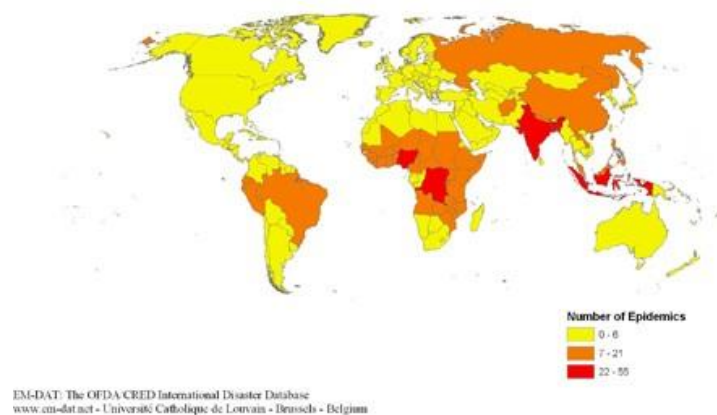 Number of Epidemics
0 - 6
7 - 21
22 - 55
EM-DAT: The OFDA/CRED International Disaster Database
www.em-dat.net - Université Catholique de Louvain - Brussels - Belgium